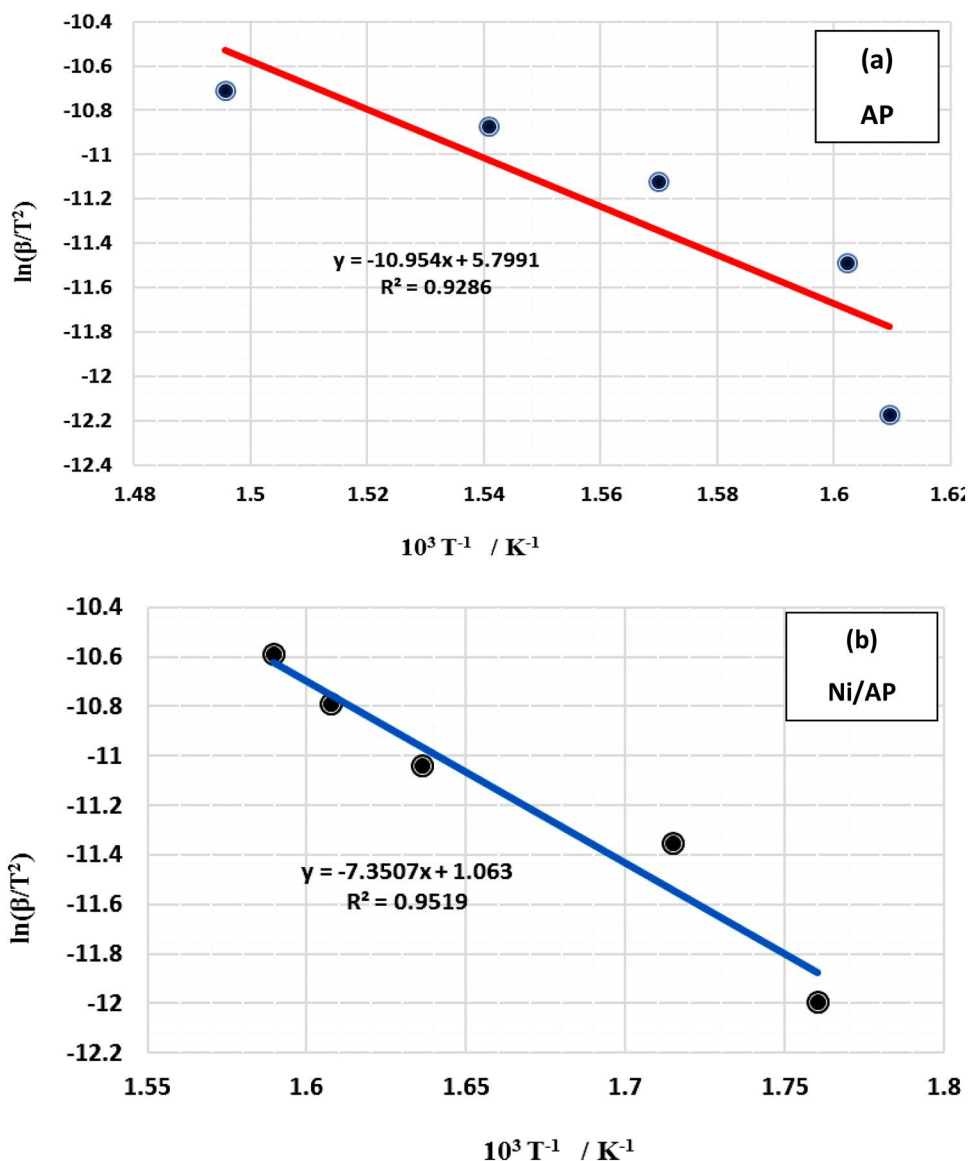 -10.4
-10.6
-10.8
-11
-11.2
-11.4
-11.6
-11.8
-12
-12.2
-12.4
ln(β/T²)
(a)
AP
y = -10.954x + 5.7991
R² = 0.9286
1.48 1.5 1.52 1.54 1.56 1.58 1.6 1.62
10³ T⁻¹ / K⁻¹
-10.4
-10.6
-10.8
-11
-11.2
-11.4
-11.6
-11.8
-12
-12.2
ln(β/T²)
(b)
Ni/AP
y = -7.3507x + 1.063
R² = 0.9519
1.55 1.6 1.65 1.7 1.75 1.8
10³ T⁻¹ / K⁻¹